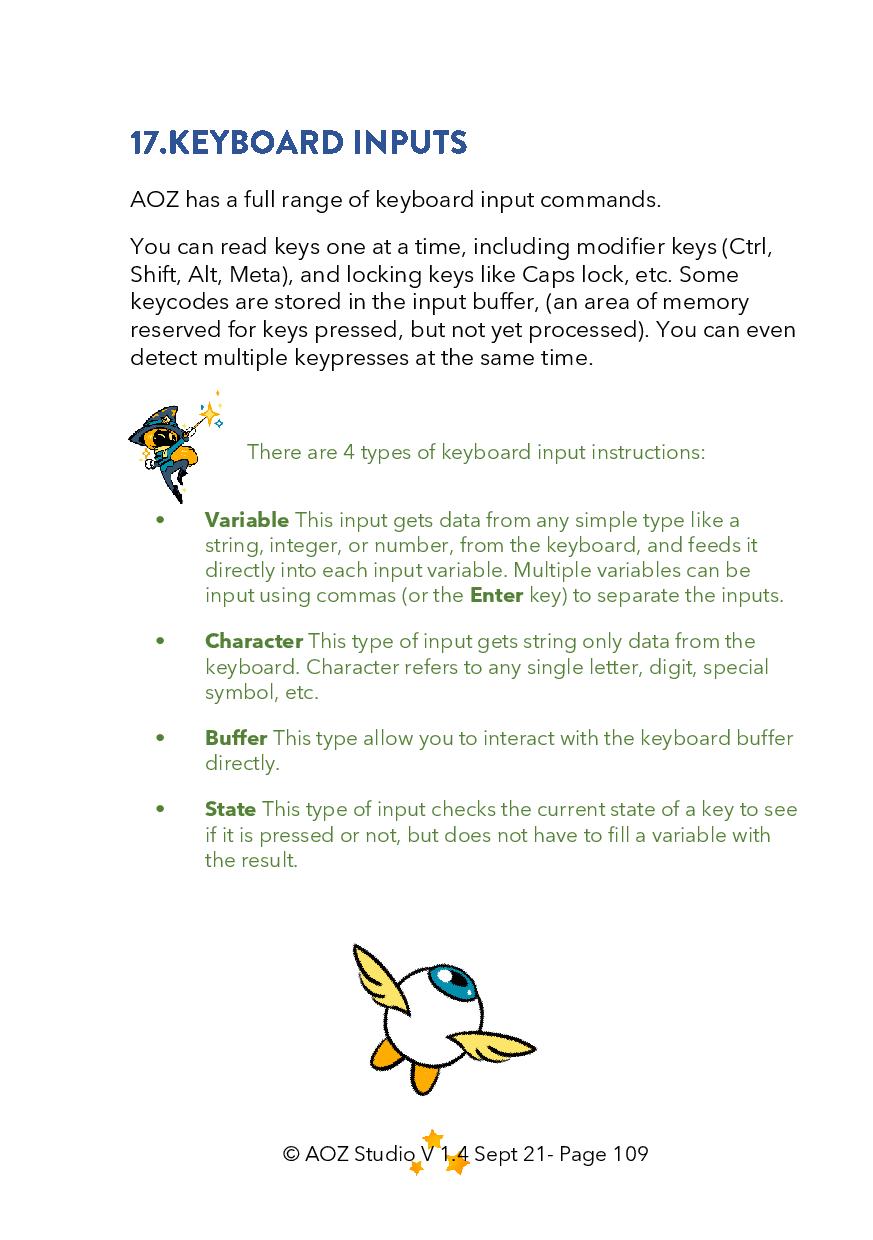 17.KEYBOARD INPUTS
AOZ has a full range of keyboard input commands.
You can read keys one at a time, including modifier keys (Ctrl,
Shift, Alt, Meta), and locking keys like Caps lock, etc. Some
keycodes are stored in the input buffer, (an area of memory
reserved for keys pressed, but not yet processed). You can even
detect multiple keypresses at the same time.
There are 4 types of keyboard input instructions:
• Variable This input gets data from any simple type like a
string, integer, or number, from the keyboard, and feeds it
directly into each input variable. Multiple variables can be
input using commas (or the Enter key) to separate the inputs.
• Character This type of input gets string only data from the
keyboard. Character refers to any single letter, digit, special
symbol, etc.
• Buffer This type allow you to interact with the keyboard buffer
directly.
• State This type of input checks the current state of a key to see
if it is pressed or not, but does not have to fill a variable with
the result.
© AOZ Studio V 1.4 Sept 21- Page 109